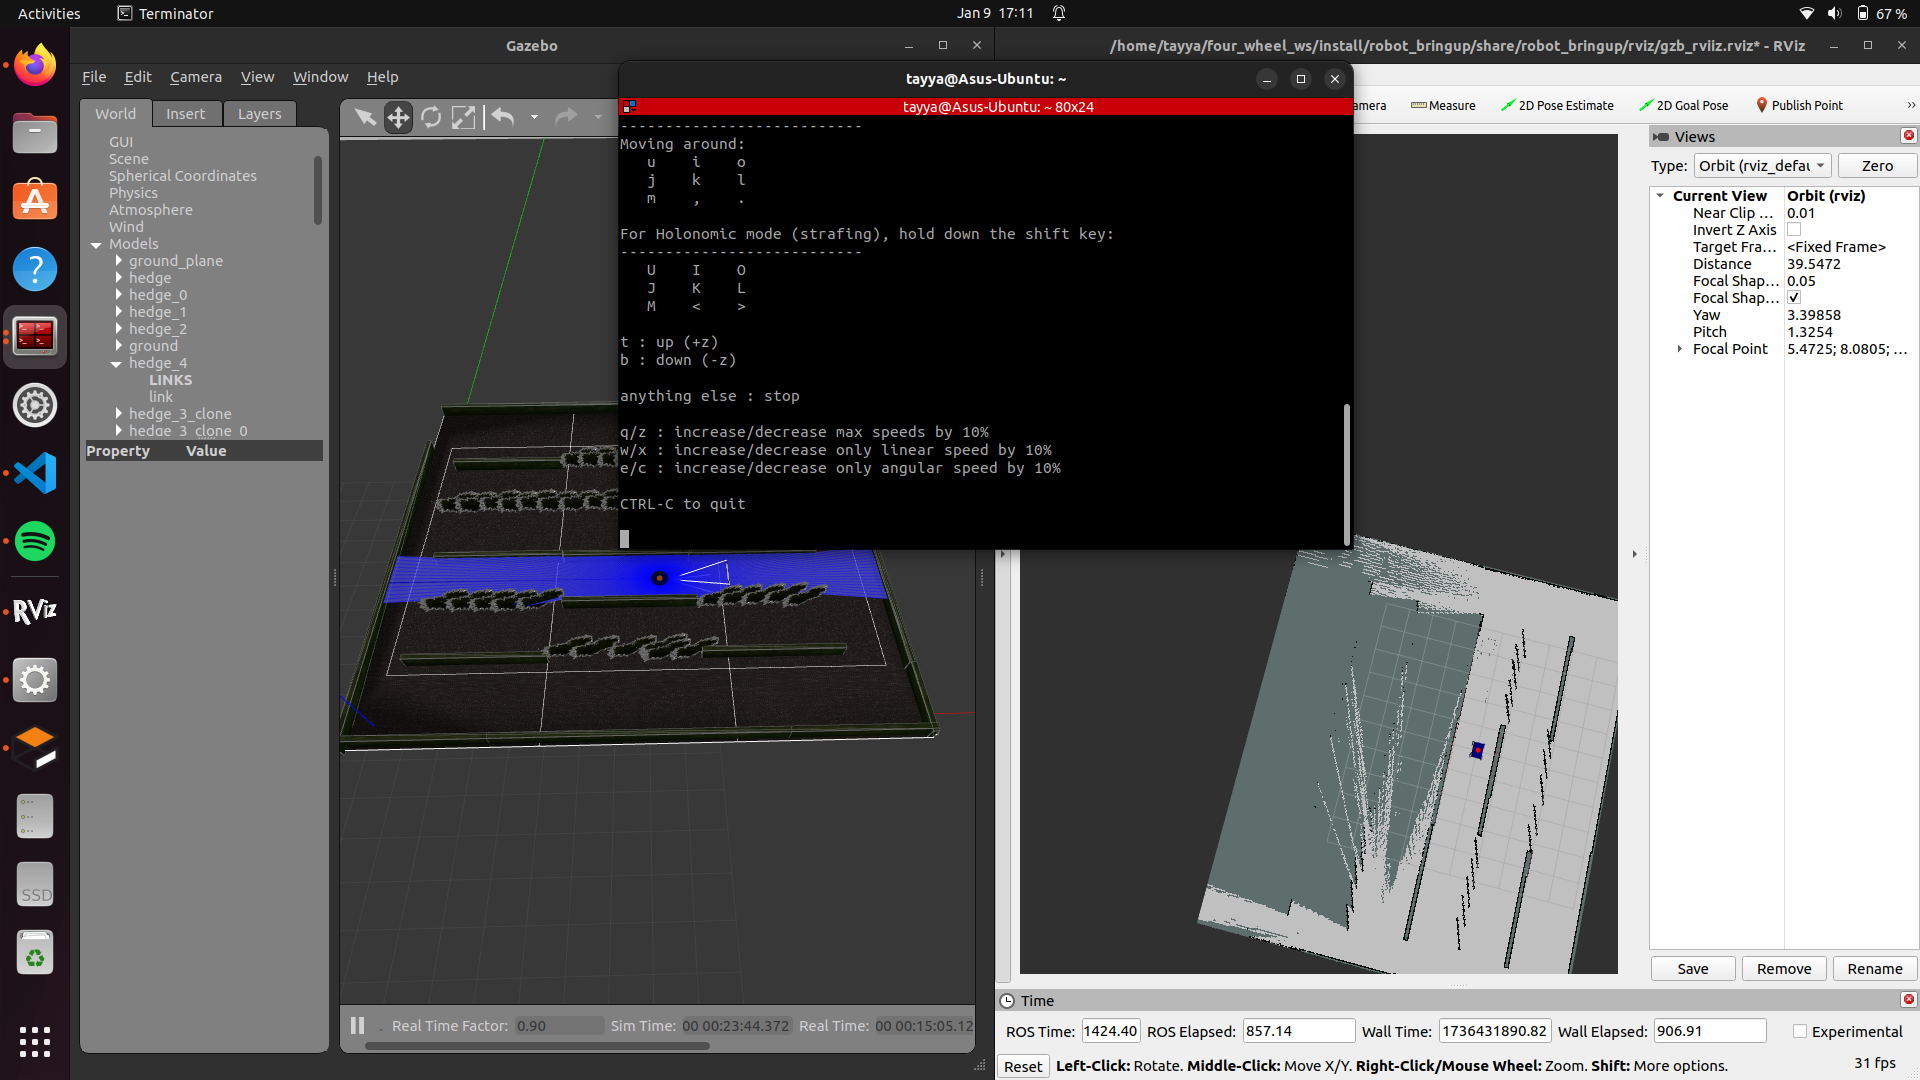 Activities
Terminator
Jan 9 17:11
67 %
Gazebo
File Edit Camera View Window Help
World Insert Layers
GUI
Scene
Spherical Coordinates
Physics
Atmosphere
Wind
Models
ground_plane
hedge
hedge_0
hedge_1
hedge_2
ground
hedge_4
LINKS
link
hedge_3_clone
hedge_3_clone_0
Property Value
Real Time Factor: 0.90 Sim Time: 00 00:23:44.372 Real Time: 00 00:15:05.12
tayya@Asus-Ubuntu: ~
tayya@Asus-Ubuntu: ~ 80x24
---------------------------
Moving around:
u i o
j k l
m , .
For Holonomic mode (strafing), hold down the shift key:
---------------------------
U I O
J K L
M < >
t : up (+z)
b : down (-z)
anything else : stop
q/z : increase/decrease max speeds by 10%
w/x : increase/decrease only linear speed by 10%
e/c : increase/decrease only angular speed by 10%
CTRL-C to quit
/home/tayya/four_wheel_ws/install/robot_bringup/share/robot_bringup/rviz/gzb_rviiz.rviz* - RViz
amera Measure 2D Pose Estimate 2D Goal Pose Publish Point »
Views
Type: Orbit (rviz_defau Zero
Current View Orbit (rviz)
Near Clip … 0.01
Invert Z Axis
Target Fra… <Fixed Frame>
Distance 39.5472
Focal Shap… 0.05
Focal Shap… ✓
Yaw 3.39858
Pitch 1.3254
Focal Point 5.4725; 8.0805; …
Save Remove Rename
Time
ROS Time: 1424.40 ROS Elapsed: 857.14 Wall Time: 1736431890.82 Wall Elapsed: 906.91 Experimental
Reset Left-Click: Rotate. Middle-Click: Move X/Y. Right-Click/Mouse Wheel: Zoom. Shift: More options. 31 fps
RViz
SSD